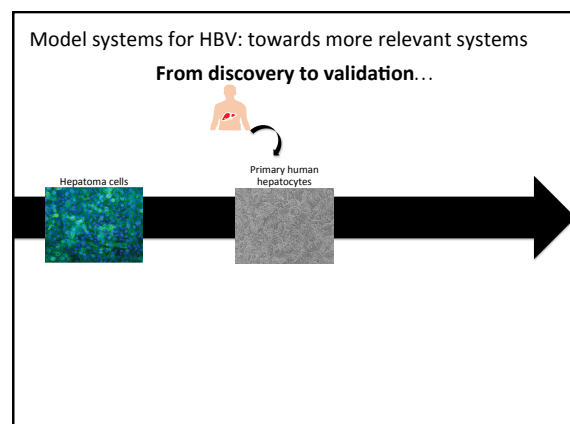 Model systems for HBV: towards more relevant systems
From discovery to validation…
Hepatoma cells
Primary human
hepatocytes